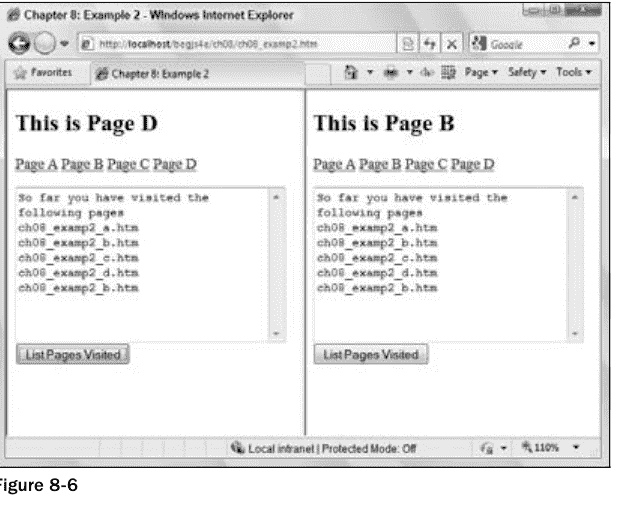 Chapter 8: Example 2 - Windows Internet Explorer
http://localhost/begjs4e/ch08/ch08_examp2.htm
Google
Favorites
Chapter 8: Example 2
Page Safety Tools
This is Page D
Page A Page B Page C Page D
So far you have visited the
following pages
ch08_examp2_a.htm
ch08_examp2_b.htm
ch08_examp2_c.htm
ch08_examp2_d.htm
ch08_examp2_b.htm
List Pages Visited
This is Page B
Page A Page B Page C Page D
So far you have visited the
following pages
ch08_examp2_a.htm
ch08_examp2_b.htm
ch08_examp2_c.htm
ch08_examp2_d.htm
ch08_examp2_b.htm
List Pages Visited
Local intranet | Protected Mode: Off
110%
Figure 8-6